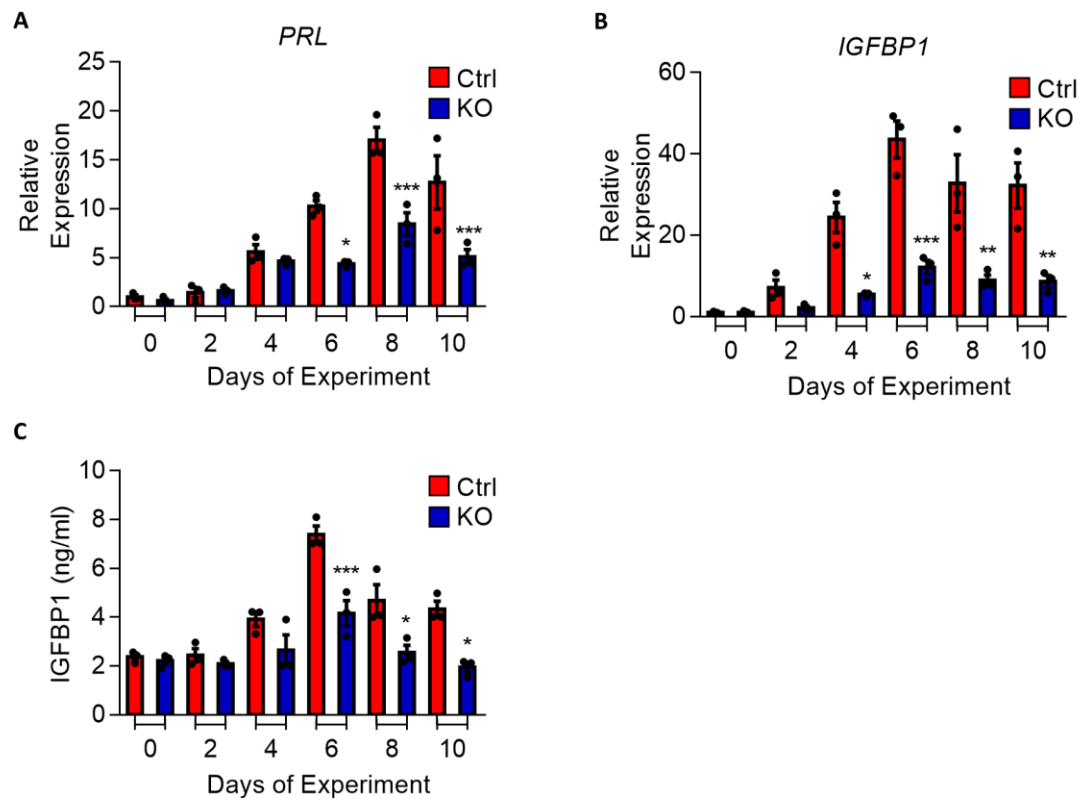 A
PRL
25
20
15
10
5
0
Relative
Expression
Ctrl
KO
*
***
***
0 2 4 6 8 10
Days of Experiment
B
IGFBP1
60
40
20
0
Relative
Expression
Ctrl
KO
*
***
**
**
0 2 4 6 8 10
Days of Experiment
C
10
8
6
4
2
0
IGFBP1 (ng/ml)
Ctrl
KO
***
*
*
0 2 4 6 8 10
Days of Experiment